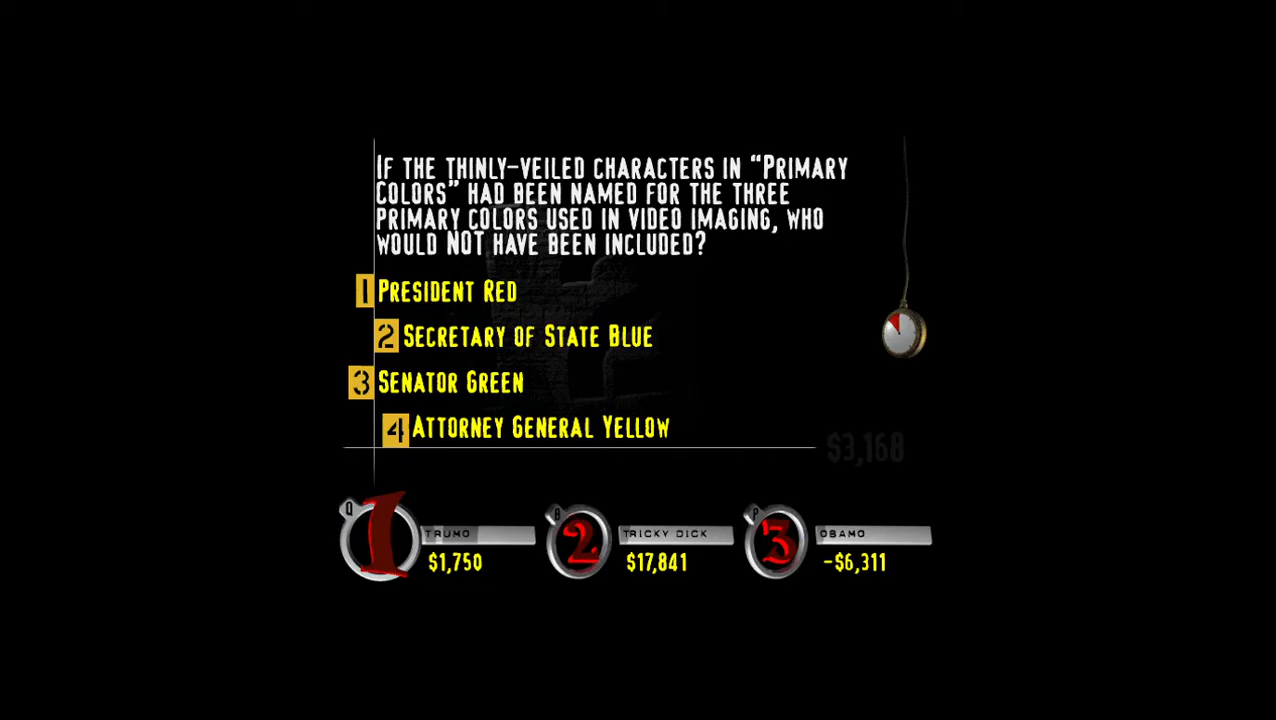 If the thinly-veiled characters in “Primary
Colors” had been named for the three
primary colors used in video imaging, who
would NOT have been included?
1 President Red
2 Secretary of State Blue
3 Senator Green
4 Attorney General Yellow
$3,168
Q 1 TRUMO $1,750
B 2 TRICKY DICK $17,841
P 3 OBAMO -$6,311